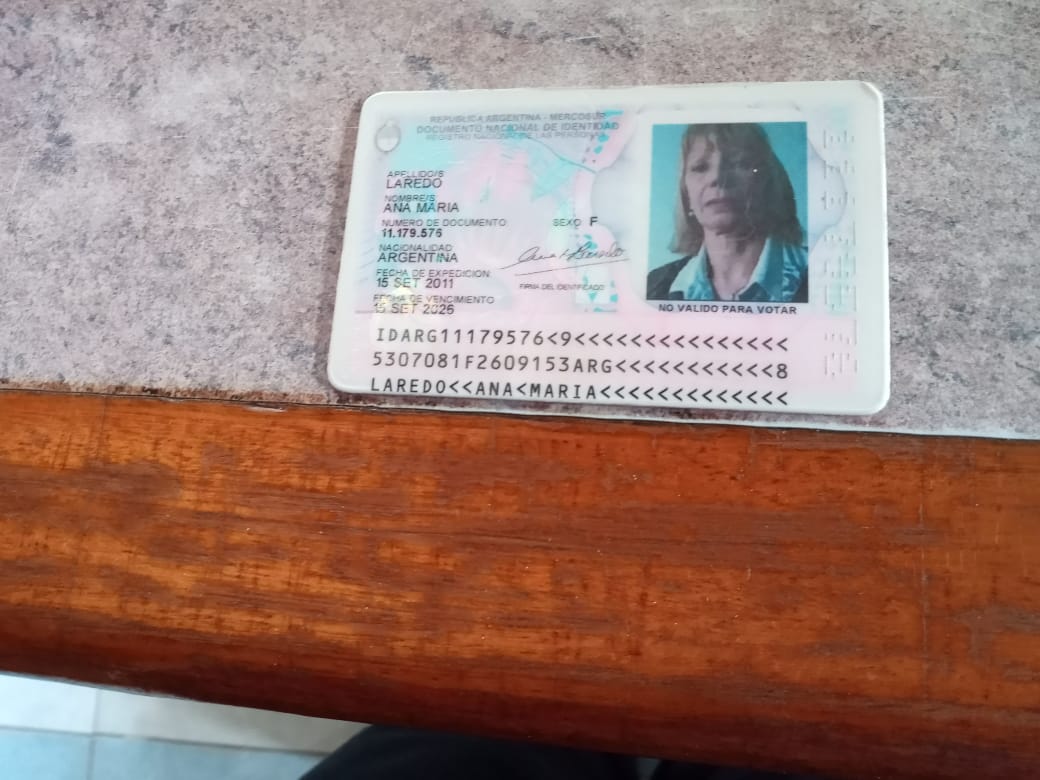 REPUBLICA ARGENTINA - MERCOSUR
DOCUMENTO NACIONAL DE IDENTIDAD
REGISTRO NACIONAL DE LAS PERSONAS
APELLIDO/S
LAREDO
NOMBRE/S
ANA MARIA
NUMERO DE DOCUMENTO SEXO F
11.179.576
NACIONALIDAD
ARGENTINA
FECHA DE EXPEDICION
15 SET 2011
FIRMA DEL IDENTIFICADO
FECHA DE VENCIMIENTO
15 SET 2026
NO VALIDO PARA VOTAR
IDARG11179576<9<<<<<<<<<<<<<<<
5307081F2609153ARG<<<<<<<<<<<8
LAREDO<<ANA<MARIA<<<<<<<<<<<<<